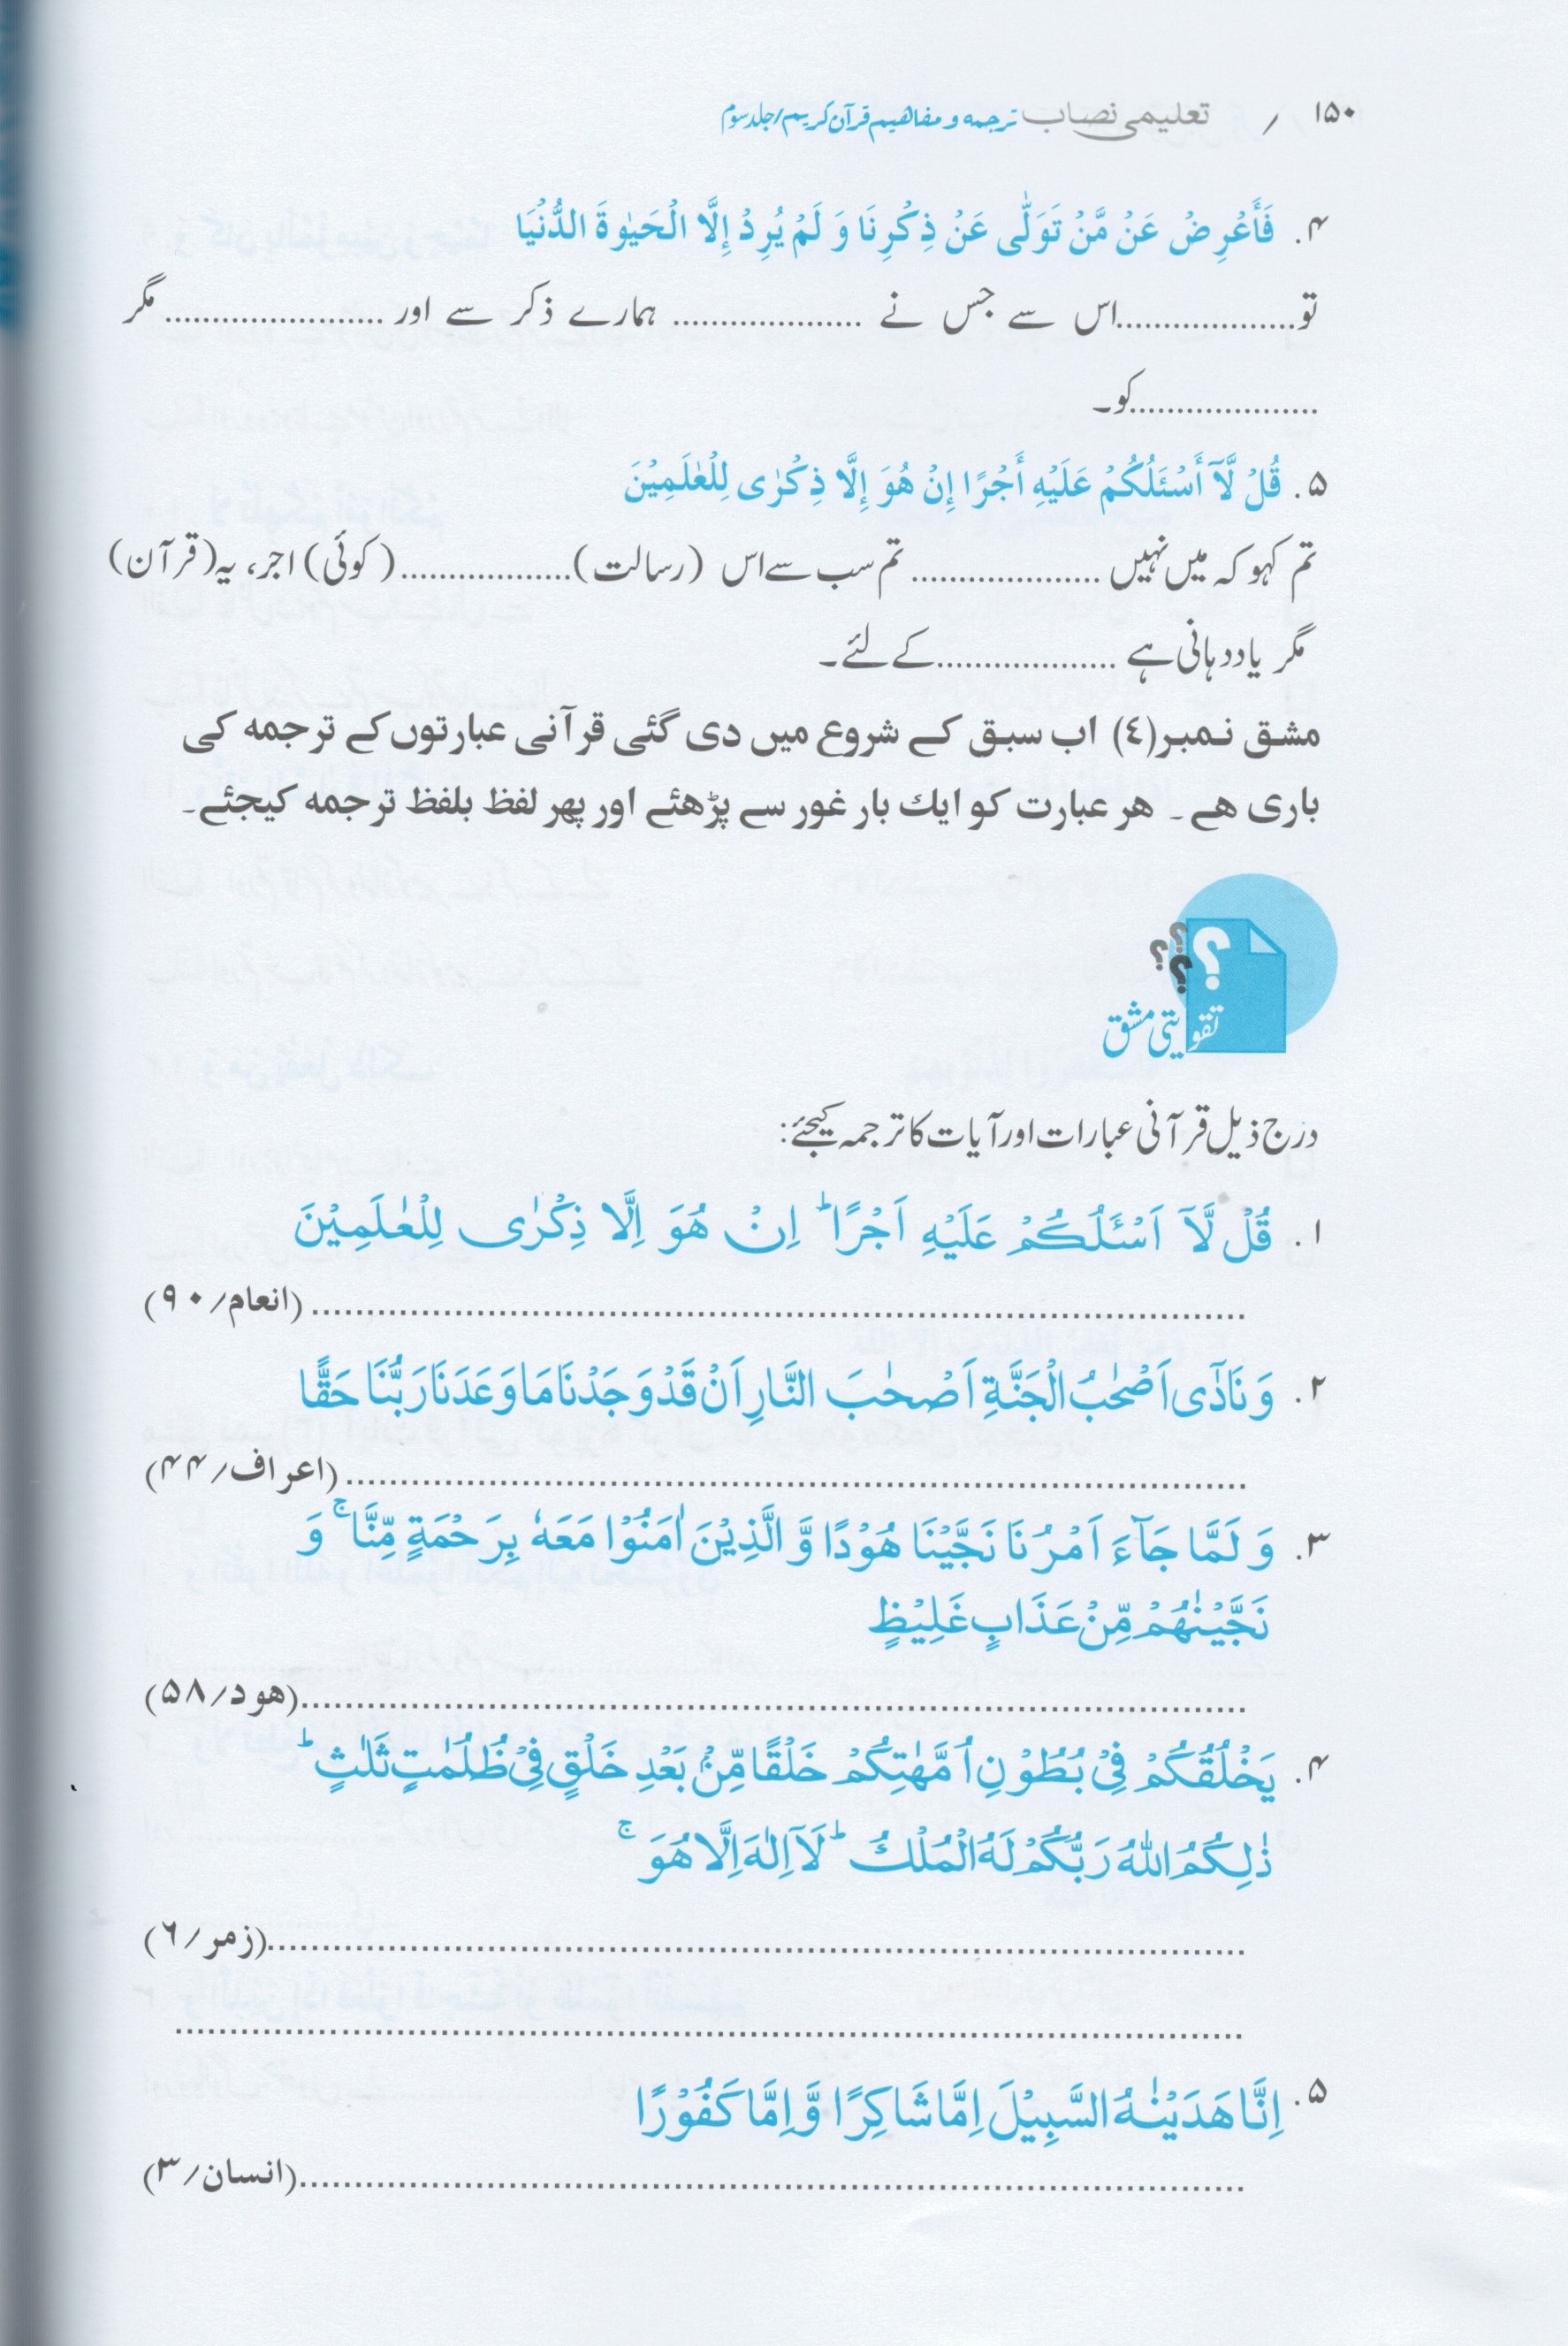 ۱۵۰ / تعلیمی نصاب ترجمه و مفاهیم قرآن کریم/جلد سوم
۴. فَأَعْرِضْ عَنْ مَّنْ تَوَلّٰى عَنْ ذِكْرِنَا وَ لَمْ يُرِدْ إِلَّا الْحَيٰوةَ الدُّنْيَا
تو...................اس سے جس نے ................... ہمارے ذکر سے اور ......................مگر
...................کو۔
۵. قُلْ لَّآ أَسْئَلُكُمْ عَلَيْهِ أَجْرًا إِنْ هُوَ إِلَّا ذِكْرٰى لِلْعٰلَمِيْنَ
تم کہو کہ میں نہیں ................... تم سب سے اس (رسالت).................(کوئی) اجر، یہ (قرآن)
مگر یاددہانی ہے ..................کے لئے۔
مشق نمبر(٤) اب سبق کے شروع میں دی گئی قرآنی عبارتوں کے ترجمہ کی
باری ھے۔ ھر عبارت کو ایك بار غور سے پڑھئے اور پھر لفظ بلفظ ترجمہ کیجئے۔
؟ ؟ ؟ ؟
تقویتی مشق
درج ذیل قرآنی عبارات اور آیات کا ترجمہ کیجئے:
۱. قُلْ لَّآ اَسْئَلُكُمْ عَلَيْهِ اَجْرًا ؕ اِنْ هُوَ اِلَّا ذِكْرٰى لِلْعٰلَمِيْنَ
.......................................................... (انعام/۹۰)
۲. وَ نَادٰٓى اَصْحٰبُ الْجَنَّةِ اَصْحٰبَ النَّارِ اَنْ قَدْ وَجَدْنَا مَا وَعَدَنَا رَبُّنَا حَقًّا
..........................................................(اعراف/۴۴)
۳. وَ لَمَّا جَآءَ اَمْرُنَا نَجَّيْنَا هُوْدًا وَّ الَّذِيْنَ اٰمَنُوْا مَعَهٗ بِرَحْمَةٍ مِّنَّا ۚ وَ
نَجَّيْنٰهُمْ مِّنْ عَذَابٍ غَلِيْظٍ
..........................................................(هود/۵۸)
۴. يَخْلُقُكُمْ فِىْ بُطُوْنِ اُمَّهٰتِكُمْ خَلْقًا مِّنْۢ بَعْدِ خَلْقٍ فِىْ ظُلُمٰتٍ ثَلٰثٍ ؕ
ذٰلِكُمُ اللّٰهُ رَبُّكُمْ لَهُ الْمُلْكُ ؕ لَآ اِلٰهَ اِلَّا هُوَ ۚ
..........................................................(زمر/٦)
..........................................................
۵. اِنَّا هَدَيْنٰهُ السَّبِيْلَ اِمَّا شَاكِرًا وَّ اِمَّا كَفُوْرًا
..........................................................(انسان/۳)